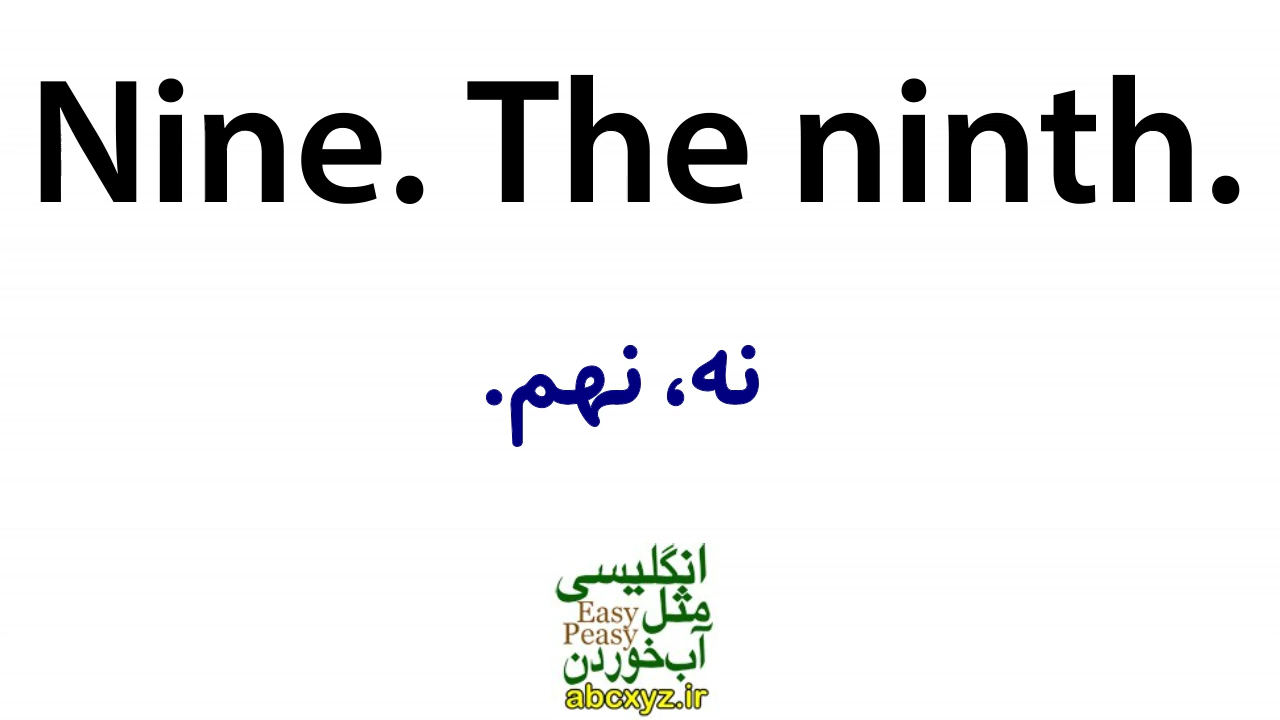 Nine. The ninth.
نه، نهم.
انگلیسی
مثل Easy
Peasy
آب‌خوردن
abcxyz.ir